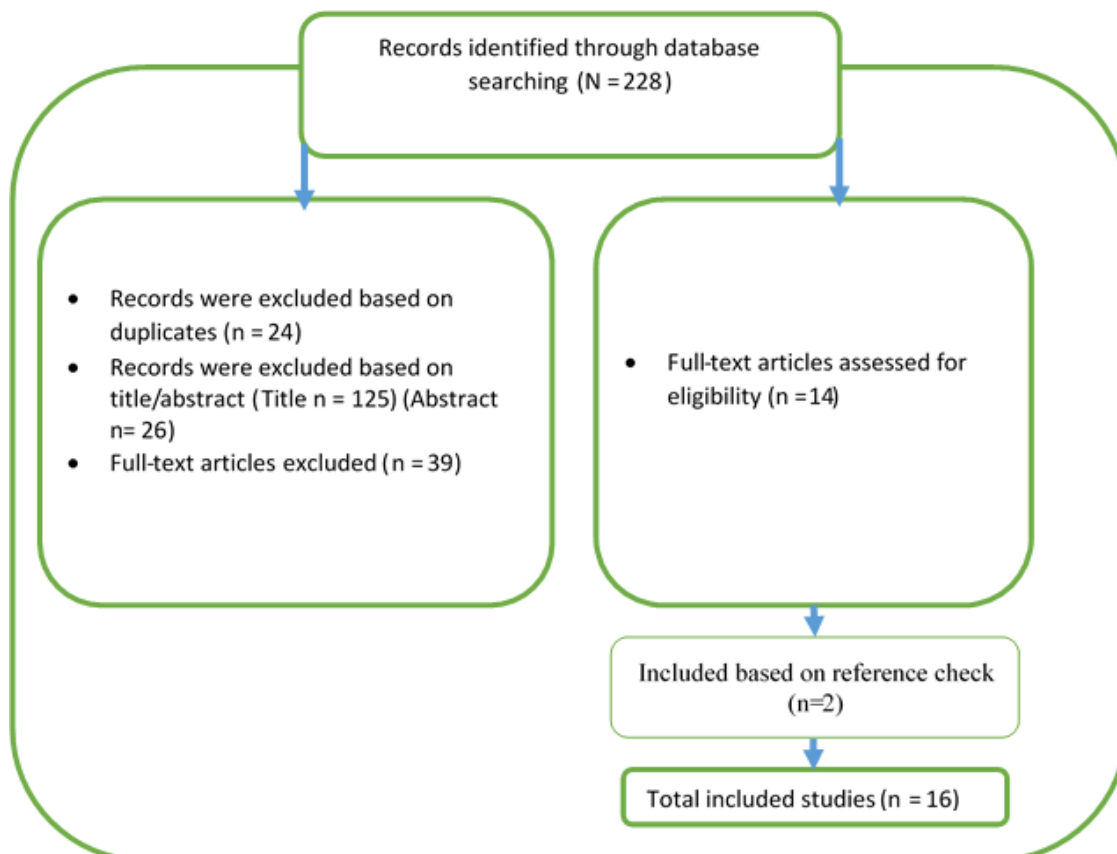 Records identified through database
searching (N = 228)
• Records were excluded based on
duplicates (n = 24)
• Records were excluded based on
title/abstract (Title n = 125) (Abstract
n= 26)
• Full-text articles excluded (n = 39)
• Full-text articles assessed for
eligibility (n =14)
Included based on reference check
(n=2)
Total included studies (n = 16)